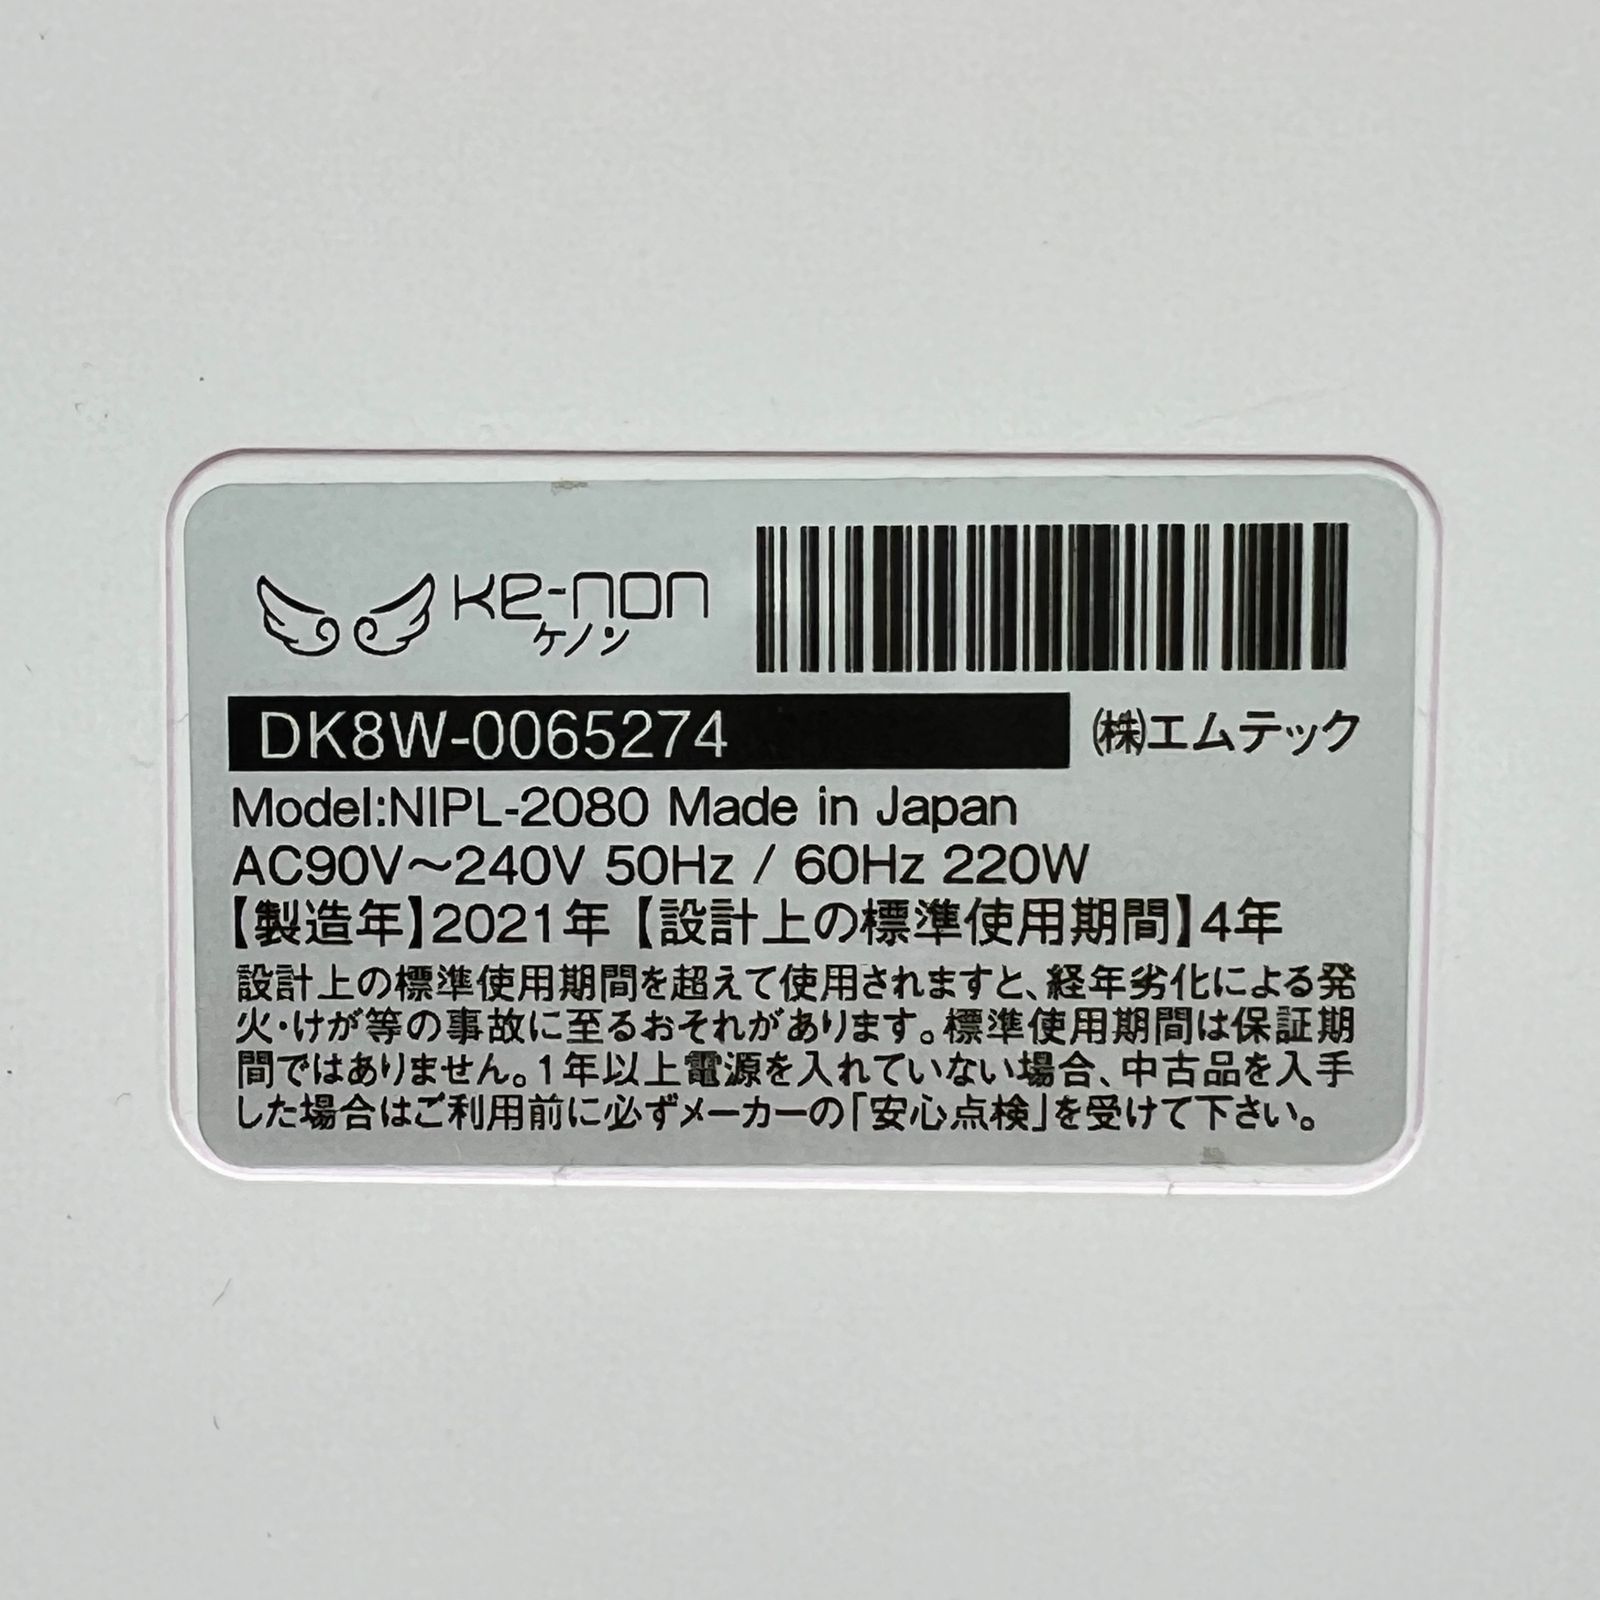 ke-non
ケノン
DK8W-0065274
㈱エムテック
Model:NIPL-2080 Made in Japan
AC90V～240V 50Hz / 60Hz 220W
【製造年】2021年【設計上の標準使用期間】4年
設計上の標準使用期間を超えて使用されますと、経年劣化による発
火・けが等の事故に至るおそれがあります。標準使用期間は保証期
間ではありません。1年以上電源を入れていない場合、中古品を入手
した場合はご利用前に必ずメーカーの「安心点検」を受けて下さい。